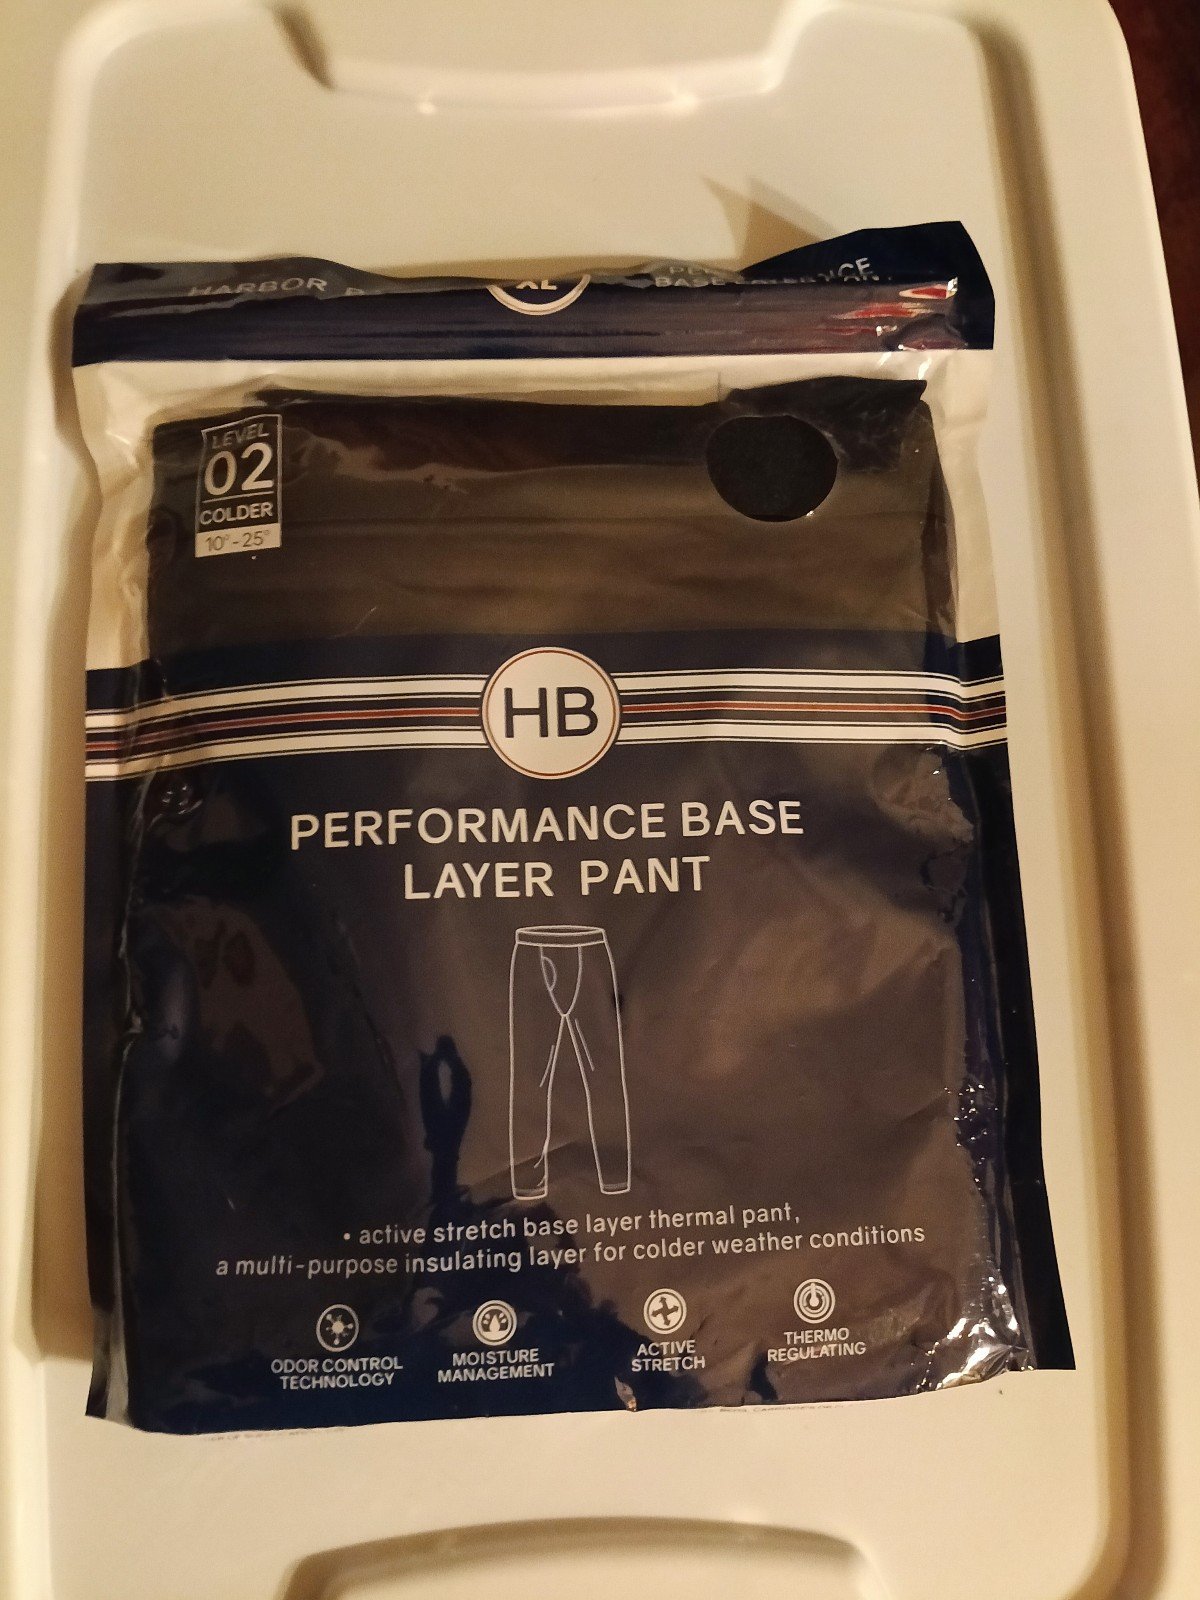 HARBOR
XL
LEVEL
02
COLDER
10°-25°
HB
PERFORMANCE BASE
LAYER PANT
• active stretch base layer thermal pant,
a multi-purpose insulating layer for colder weather conditions
ODOR CONTROL
TECHNOLOGY
MOISTURE
MANAGEMENT
ACTIVE
STRETCH
THERMO
REGULATING